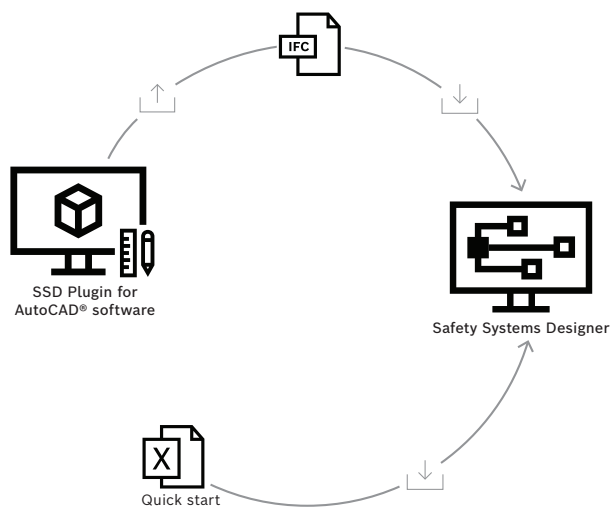 IFC
SSD Plugin for
AutoCAD® software
Safety Systems Designer
X
Quick start